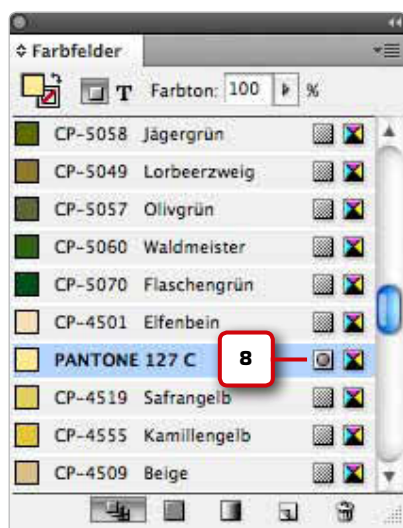 Farbfelder
T Farbton: 100 %
CP-5058 Jägergrün
CP-5049 Lorbeerzweig
CP-5057 Olivgrün
CP-5060 Waldmeister
CP-5070 Flaschengrün
CP-4501 Elfenbein
PANTONE 127 C 8
CP-4519 Safrangelb
CP-4555 Kamillengelb
CP-4509 Beige